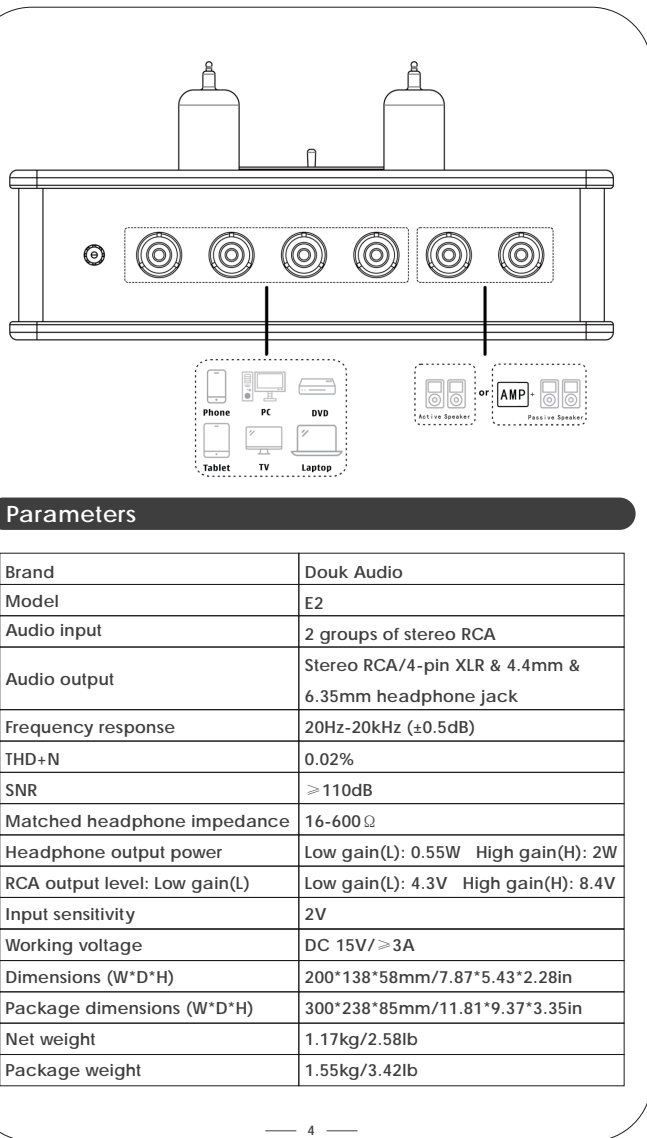 Phone PC DVD
Tablet TV Laptop
Active Speaker or AMP + Passive Speaker
Parameters
Brand Douk Audio
Model E2
Audio input 2 groups of stereo RCA
Audio output Stereo RCA/4-pin XLR & 4.4mm &
6.35mm headphone jack
Frequency response 20Hz-20kHz (±0.5dB)
THD+N 0.02%
SNR ⩾110dB
Matched headphone impedance 16-600Ω
Headphone output power Low gain(L): 0.55W High gain(H): 2W
RCA output level: Low gain(L) Low gain(L): 4.3V High gain(H): 8.4V
Input sensitivity 2V
Working voltage DC 15V/⩾3A
Dimensions (W*D*H) 200*138*58mm/7.87*5.43*2.28in
Package dimensions (W*D*H) 300*238*85mm/11.81*9.37*3.35in
Net weight 1.17kg/2.58lb
Package weight 1.55kg/3.42lb
4